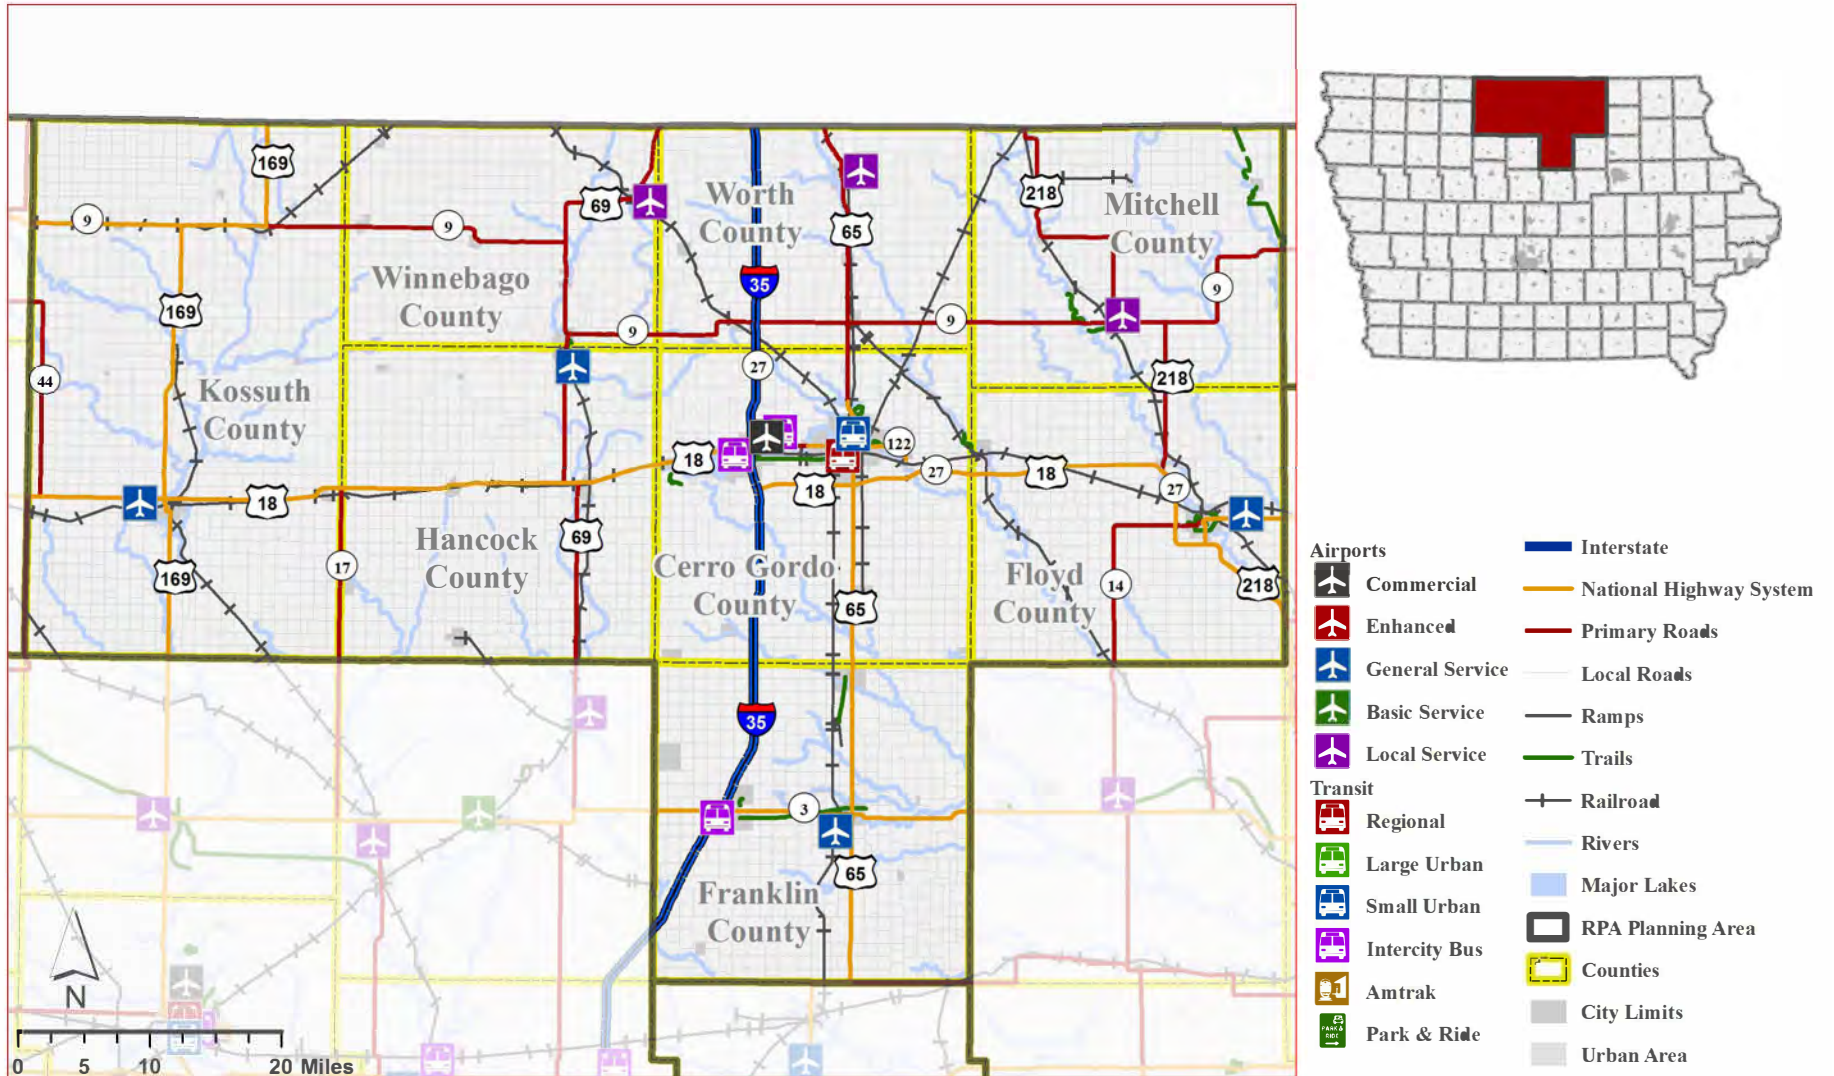 169
9
9
69
Worth
County
65
218
Mitchell
County
Winnebago
County
35
169
9
9
9
44
27
218
Kossuth
County
122
18
18
27
18
27
18
Hancock
County
69
17
169
Cerro Gordo
County
65
Floyd
County
14
218
35
3
65
Franklin
County
N
0 5 10 20 Miles
Airports
Commercial
Enhanced
General Service
Basic Service
Local Service
Transit
Regional
Large Urban
Small Urban
Intercity Bus
Amtrak
PARK &
RIDE
Park & Ride
Interstate
National Highway System
Primary Roads
Local Roads
Ramps
Trails
Railroad
Rivers
Major Lakes
RPA Planning Area
Counties
City Limits
Urban Area